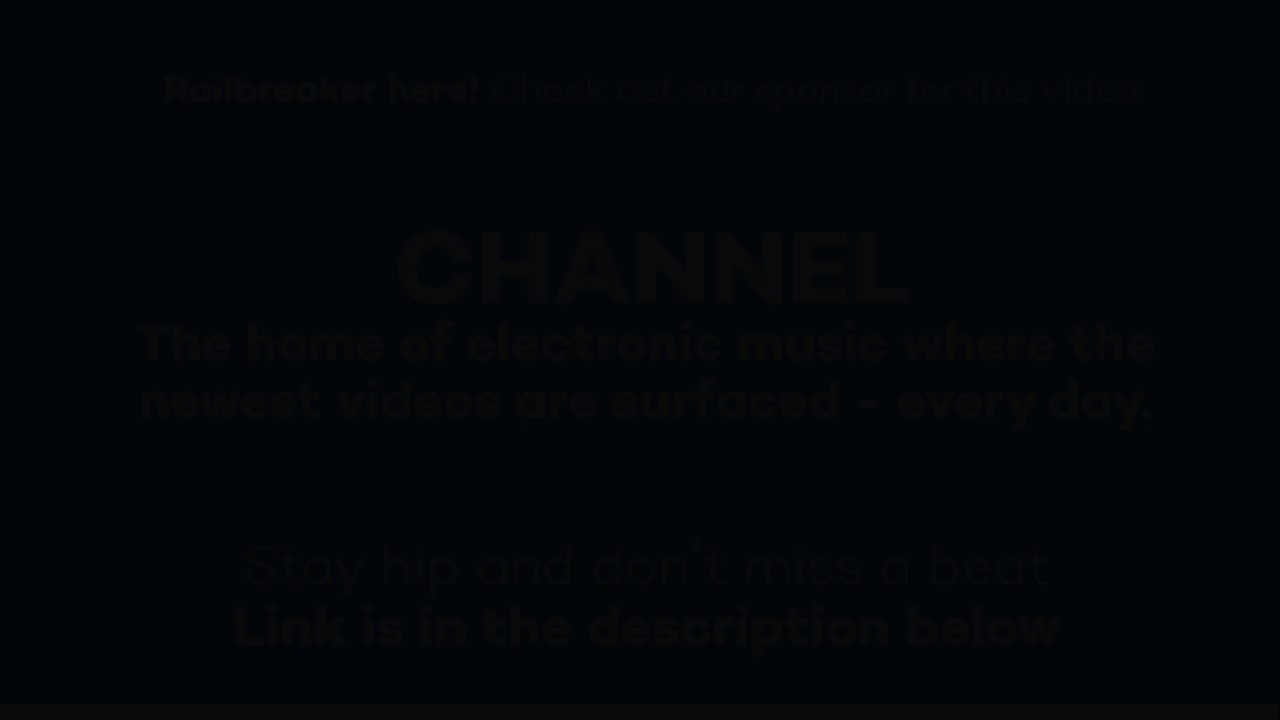 Railbreaker here! Check out our sponsor for this video:
CHANNEL
The home of electronic music where the
newest videos are surfaced - every day.
Stay hip and don't miss a beat
Link is in the description below